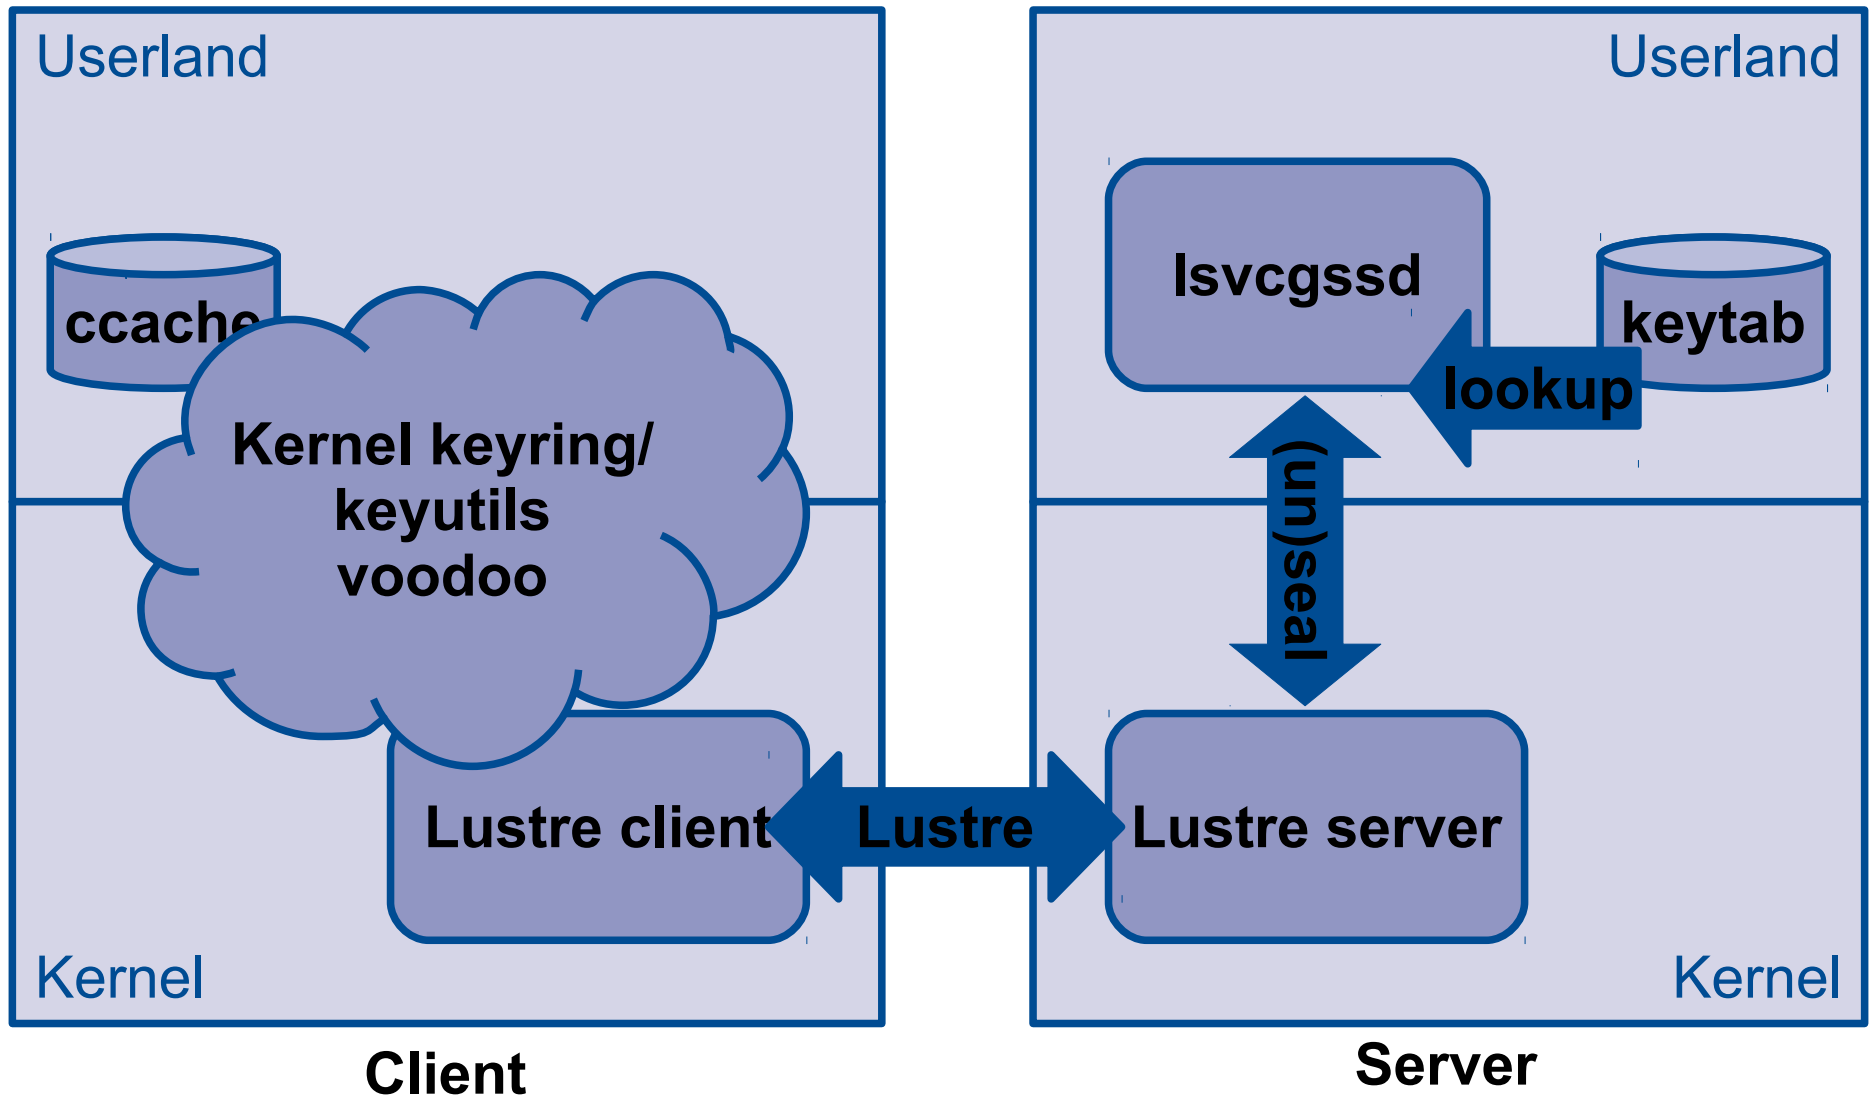 Userland
ccache
Kernel keyring/
keyutils
voodoo
Lustre client
Kernel
Client
Lustre
Userland
lsvcgssd
keytab
lookup
(un)seal
Lustre server
Kernel
Server